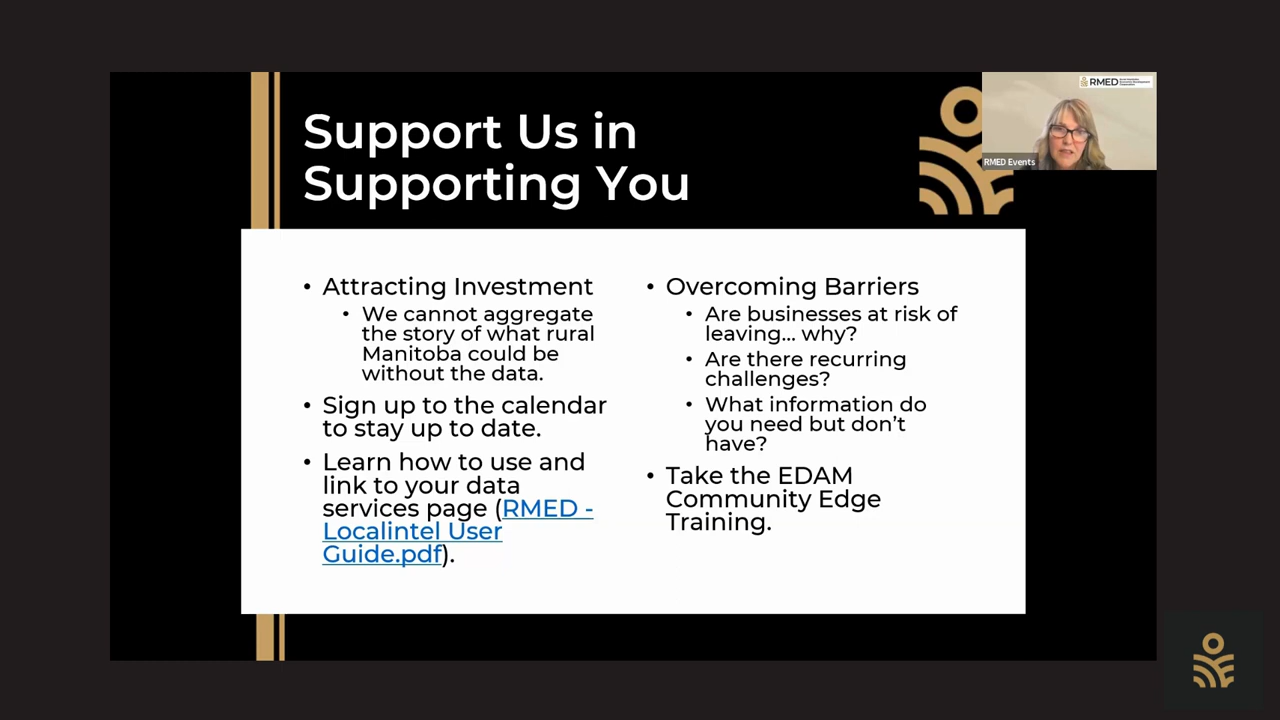 Support Us in
Supporting You
RMED
RMED Events
• Attracting Investment
• We cannot aggregate
the story of what rural
Manitoba could be
without the data.
• Sign up to the calendar
to stay up to date.
• Learn how to use and
link to your data
services page (RMED -
Localintel User
Guide.pdf).
• Overcoming Barriers
• Are businesses at risk of
leaving... why?
• Are there recurring
challenges?
• What information do
you need but don’t
have?
• Take the EDAM
Community Edge
Training.